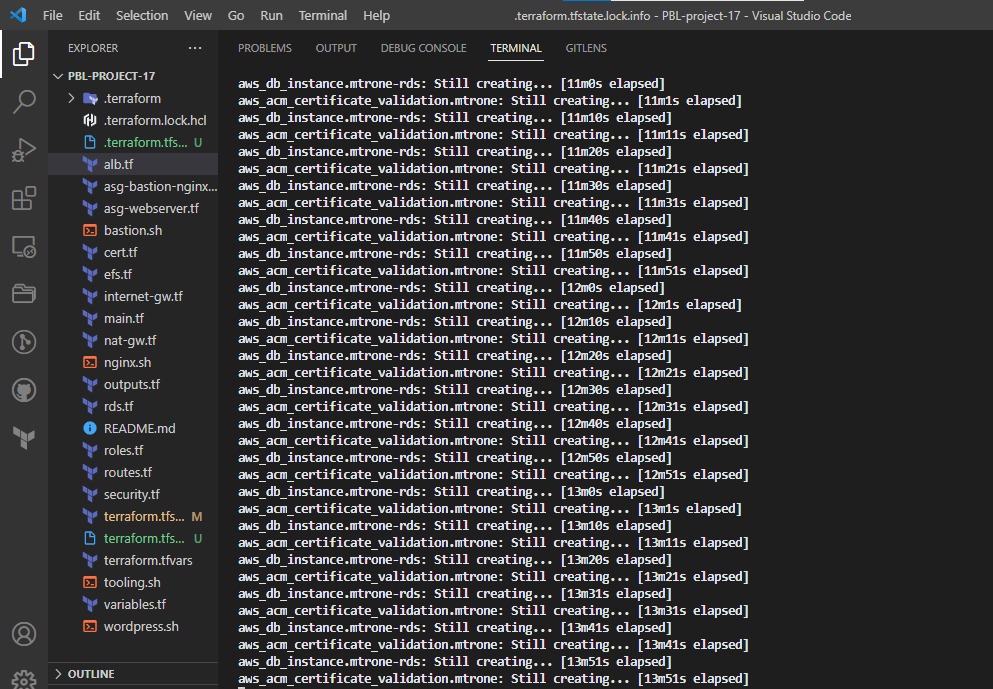 File Edit Selection View Go Run Terminal Help .terraform.tfstate.lock.info - PBL-project-17 - Visual Studio Code
EXPLORER ...
PBL-PROJECT-17
.terraform
.terraform.lock.hcl
.terraform.tfs... U
alb.tf
asg-bastion-nginx...
asg-webserver.tf
bastion.sh
cert.tf
efs.tf
internet-gw.tf
main.tf
nat-gw.tf
nginx.sh
outputs.tf
rds.tf
README.md
roles.tf
routes.tf
security.tf
terraform.tfs... M
terraform.tfs... U
terraform.tfvars
tooling.sh
variables.tf
wordpress.sh
OUTLINE
PROBLEMS OUTPUT DEBUG CONSOLE TERMINAL GITLENS
aws_db_instance.mtrone-rds: Still creating... [11m0s elapsed]
aws_acm_certificate_validation.mtrone: Still creating... [11m1s elapsed]
aws_db_instance.mtrone-rds: Still creating... [11m10s elapsed]
aws_acm_certificate_validation.mtrone: Still creating... [11m11s elapsed]
aws_db_instance.mtrone-rds: Still creating... [11m20s elapsed]
aws_acm_certificate_validation.mtrone: Still creating... [11m21s elapsed]
aws_db_instance.mtrone-rds: Still creating... [11m30s elapsed]
aws_acm_certificate_validation.mtrone: Still creating... [11m31s elapsed]
aws_db_instance.mtrone-rds: Still creating... [11m40s elapsed]
aws_acm_certificate_validation.mtrone: Still creating... [11m41s elapsed]
aws_db_instance.mtrone-rds: Still creating... [11m50s elapsed]
aws_acm_certificate_validation.mtrone: Still creating... [11m51s elapsed]
aws_db_instance.mtrone-rds: Still creating... [12m0s elapsed]
aws_acm_certificate_validation.mtrone: Still creating... [12m1s elapsed]
aws_db_instance.mtrone-rds: Still creating... [12m10s elapsed]
aws_acm_certificate_validation.mtrone: Still creating... [12m11s elapsed]
aws_db_instance.mtrone-rds: Still creating... [12m20s elapsed]
aws_acm_certificate_validation.mtrone: Still creating... [12m21s elapsed]
aws_db_instance.mtrone-rds: Still creating... [12m30s elapsed]
aws_acm_certificate_validation.mtrone: Still creating... [12m31s elapsed]
aws_db_instance.mtrone-rds: Still creating... [12m40s elapsed]
aws_acm_certificate_validation.mtrone: Still creating... [12m41s elapsed]
aws_db_instance.mtrone-rds: Still creating... [12m50s elapsed]
aws_acm_certificate_validation.mtrone: Still creating... [12m51s elapsed]
aws_db_instance.mtrone-rds: Still creating... [13m0s elapsed]
aws_acm_certificate_validation.mtrone: Still creating... [13m1s elapsed]
aws_db_instance.mtrone-rds: Still creating... [13m10s elapsed]
aws_acm_certificate_validation.mtrone: Still creating... [13m11s elapsed]
aws_db_instance.mtrone-rds: Still creating... [13m20s elapsed]
aws_acm_certificate_validation.mtrone: Still creating... [13m21s elapsed]
aws_db_instance.mtrone-rds: Still creating... [13m31s elapsed]
aws_acm_certificate_validation.mtrone: Still creating... [13m31s elapsed]
aws_db_instance.mtrone-rds: Still creating... [13m41s elapsed]
aws_acm_certificate_validation.mtrone: Still creating... [13m41s elapsed]
aws_db_instance.mtrone-rds: Still creating... [13m51s elapsed]
aws_acm_certificate_validation.mtrone: Still creating... [13m51s elapsed]